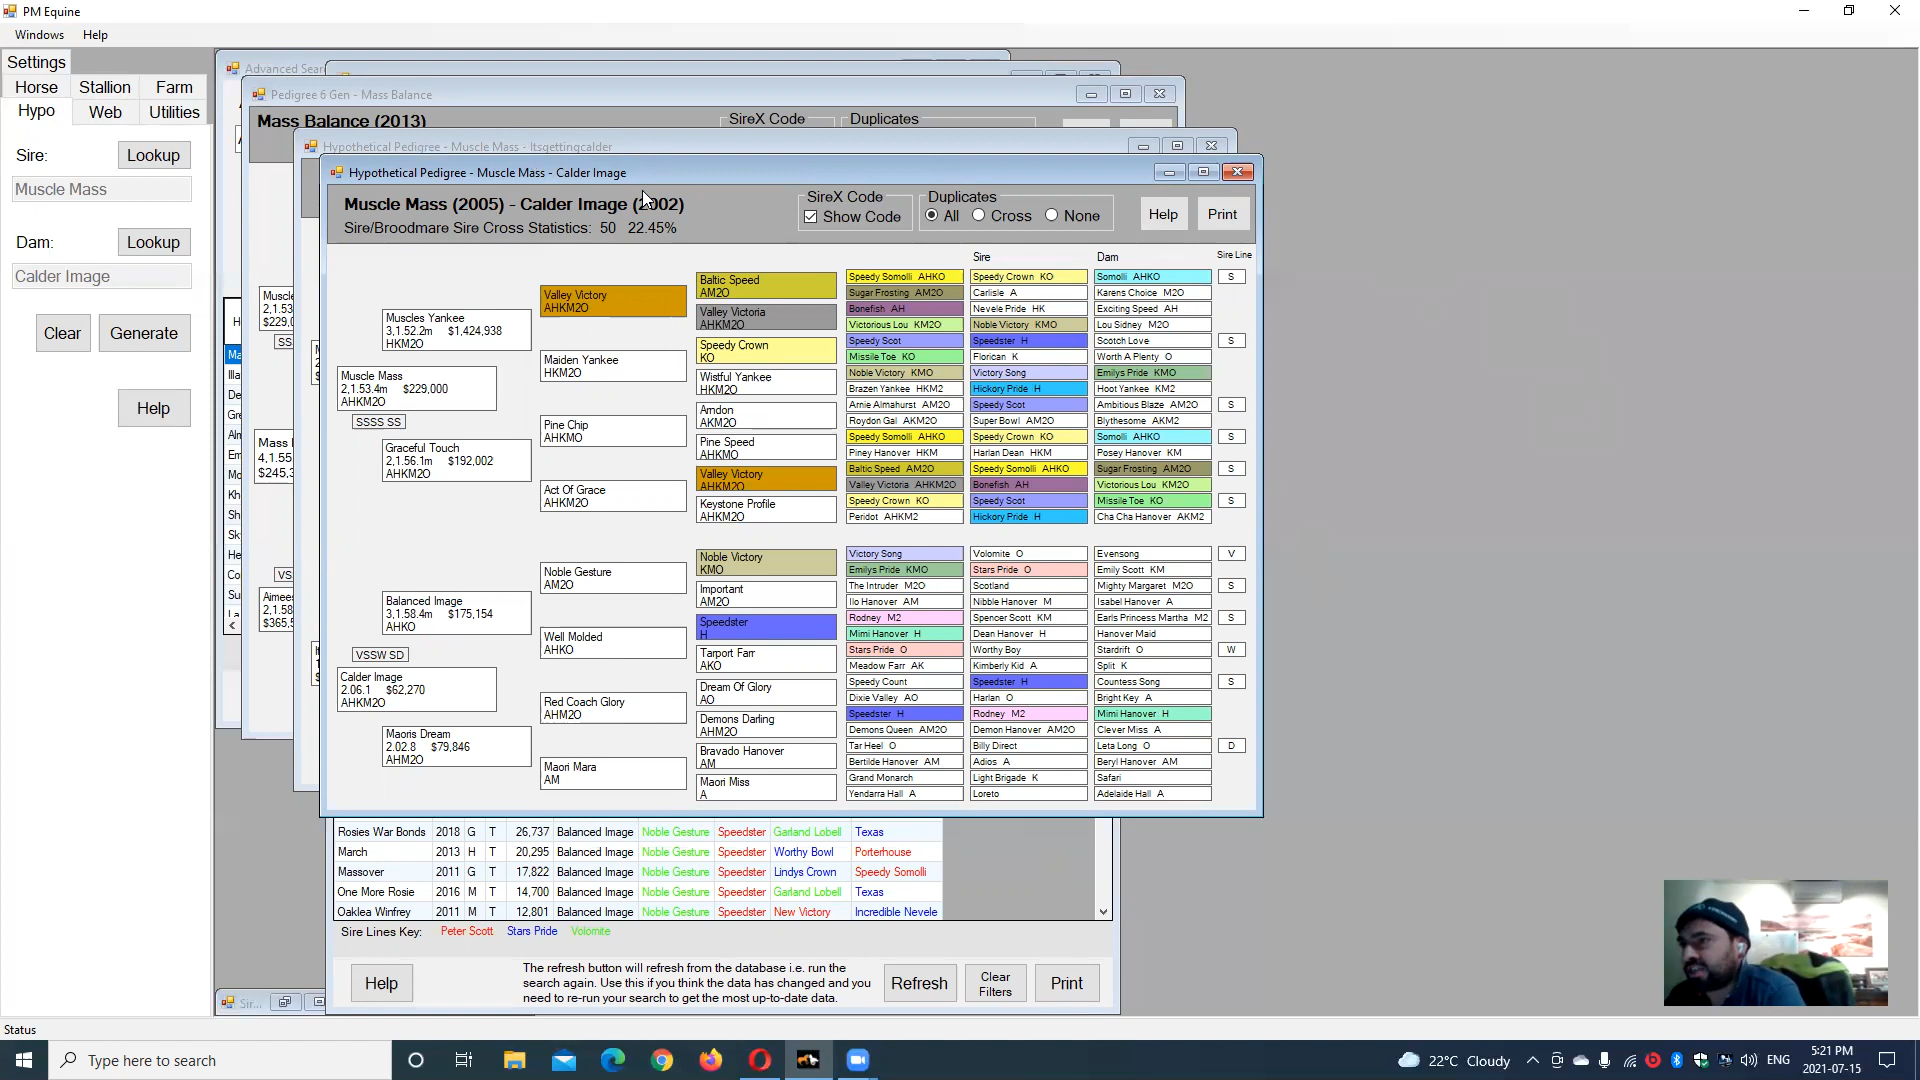 PM Equine
Windows Help
Settings
Horse Stallion Farm
Hypo Web Utilities
Sire: Lookup
Muscle Mass
Dam: Lookup
Calder Image
Clear Generate
Help
Advanced Sear
Pedigree 6 Gen - Mass Balance
Mass Balance (2013)
SireX Code Duplicates
Hypothetical Pedigree - Muscle Mass - Itsgettingcalder
Hypothetical Pedigree - Muscle Mass - Calder Image
Muscle Mass (2005) - Calder Image (2002)
Sire/Broodmare Sire Cross Statistics: 50 22.45%
SireX Code
Show Code
Duplicates
All Cross None
Help Print
Sire Dam Sire Line
Muscle Mass
2,1.53.4m $229,000
AHKM2O
SSSS SS
Muscles Yankee
3,1.52.2m $1,424,938
HKM2O
Graceful Touch
2,1.56.1m $192,002
AHKM2O
Valley Victory
AHKM2O
Maiden Yankee
HKM2O
Pine Chip
AHKMO
Act Of Grace
AHKM2O
Baltic Speed
AM2O
Valley Victoria
AHKM2O
Speedy Crown
KO
Wistful Yankee
HKM2O
Arndon
AKM2O
Pine Speed
AHKMO
Valley Victory
AHKM2O
Keystone Profile
AHKM2O
Speedy Somolli AHKO Speedy Crown KO Somolli AHKO S
Sugar Frosting AM2O Carlisle A Karens Choice M2O
Bonefish AH Nevele Pride HK Exciting Speed AH
Victorious Lou KM2O Noble Victory KMO Lou Sidney M2O
Speedy Scot Speedster H Scotch Love S
Missile Toe KO Florican K Worth A Plenty O
Noble Victory KMO Victory Song Emilys Pride KMO
Brazen Yankee HKM2 Hickory Pride H Hoot Yankee KM2
Arnie Almahurst AM2O Speedy Scot Ambitious Blaze AM2O S
Roydon Gal AKM2O Super Bowl AM2O Blythesome AKM2
Speedy Somolli AHKO Speedy Crown KO Somolli AHKO S
Piney Hanover HKM Harlan Dean HKM Posey Hanover KM
Baltic Speed AM2O Speedy Somolli AHKO Sugar Frosting AM2O S
Valley Victoria AHKM2O Bonefish AH Victorious Lou KM2O
Speedy Crown KO Speedy Scot Missile Toe KO S
Peridot AHKM2 Hickory Pride H Cha Cha Hanover AKM2
Balanced Image
3,1.58.4m $175,154
AHKO
VSSW SD
Calder Image
2.06.1 $62,270
AHKM2O
Maoris Dream
2.02.8 $79,846
AHM2O
Noble Gesture
AM2O
Well Molded
AHKO
Red Coach Glory
AHM2O
Maori Mara
AM
Noble Victory
KMO
Important
AM2O
Speedster
H
Tarport Farr
AKO
Dream Of Glory
AO
Demons Darling
AHM2O
Bravado Hanover
AM
Maori Miss
A
Victory Song Volomite O Evensong V
Emilys Pride KMO Stars Pride O Emily Scott KM
The Intruder M2O Scotland Mighty Margaret M2O S
Ilo Hanover AM Nibble Hanover M Isabel Hanover A
Rodney M2 Spencer Scott KM Earls Princess Martha M2 S
Mimi Hanover H Dean Hanover H Hanover Maid
Stars Pride O Worthy Boy Stardrift O W
Meadow Farr AK Kimberly Kid A Split K
Speedy Count Speedster H Countess Song S
Dixie Valley AO Harlan O Bright Key A
Speedster H Rodney M2 Mimi Hanover H
Demons Queen AM2O Demon Hanover AM2O Clever Miss A
Tar Heel O Billy Direct Leta Long O D
Bertilde Hanover AM Adios A Beryl Hanover AM
Grand Monarch Light Brigade K Safari
Yendarra Hall A Loreto Adelaide Hall A
Rosies War Bonds 2018 G T 26,737 Balanced Image Noble Gesture Speedster Garland Lobell Texas
March 2013 H T 20,295 Balanced Image Noble Gesture Speedster Worthy Bowl Porterhouse
Massover 2011 G T 17,822 Balanced Image Noble Gesture Speedster Lindys Crown Speedy Somolli
One More Rosie 2016 M T 14,700 Balanced Image Noble Gesture Speedster Garland Lobell Texas
Oaklea Winfrey 2011 M T 12,801 Balanced Image Noble Gesture Speedster New Victory Incredible Nevele
Sire Lines Key: Peter Scott Stars Pride Volomite
Help
The refresh button will refresh from the database i.e. run the
search again. Use this if you think the data has changed and you
need to re-run your search to get the most up-to-date data.
Refresh
Clear
Filters
Print
Sir...
Status
Type here to search
22°C Cloudy
ENG
5:21 PM
2021-07-15